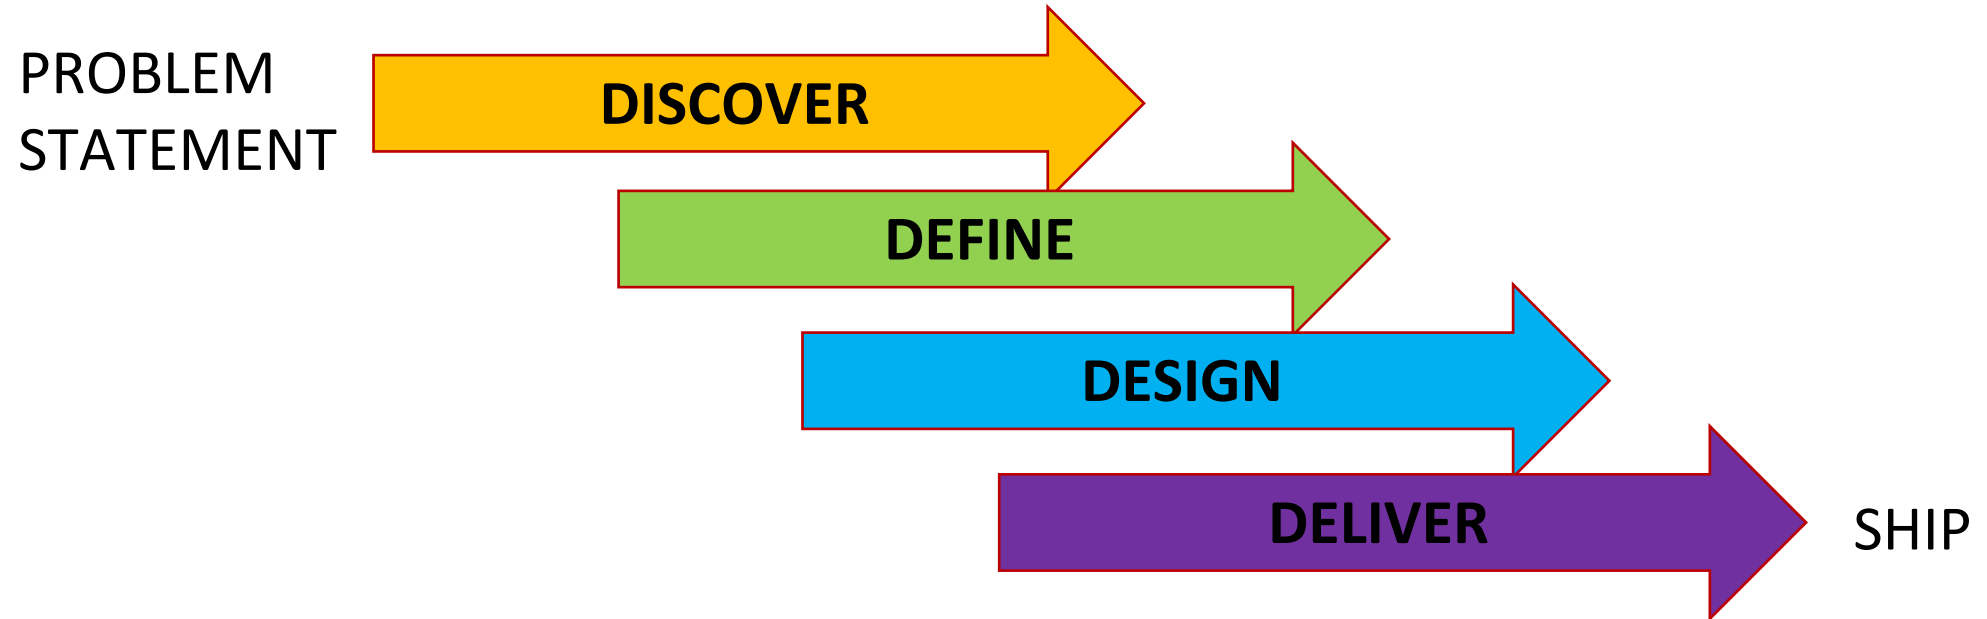 PROBLEM
STATEMENT
DISCOVER
DEFINE
DESIGN
DELIVER
SHIP